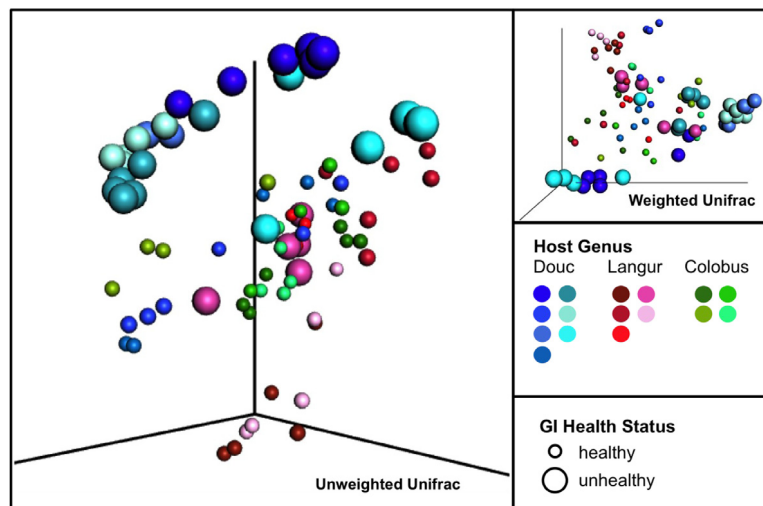 Unweighted Unifrac
Weighted Unifrac
Host Genus
Douc Langur Colobus
GI Health Status
healthy
unhealthy